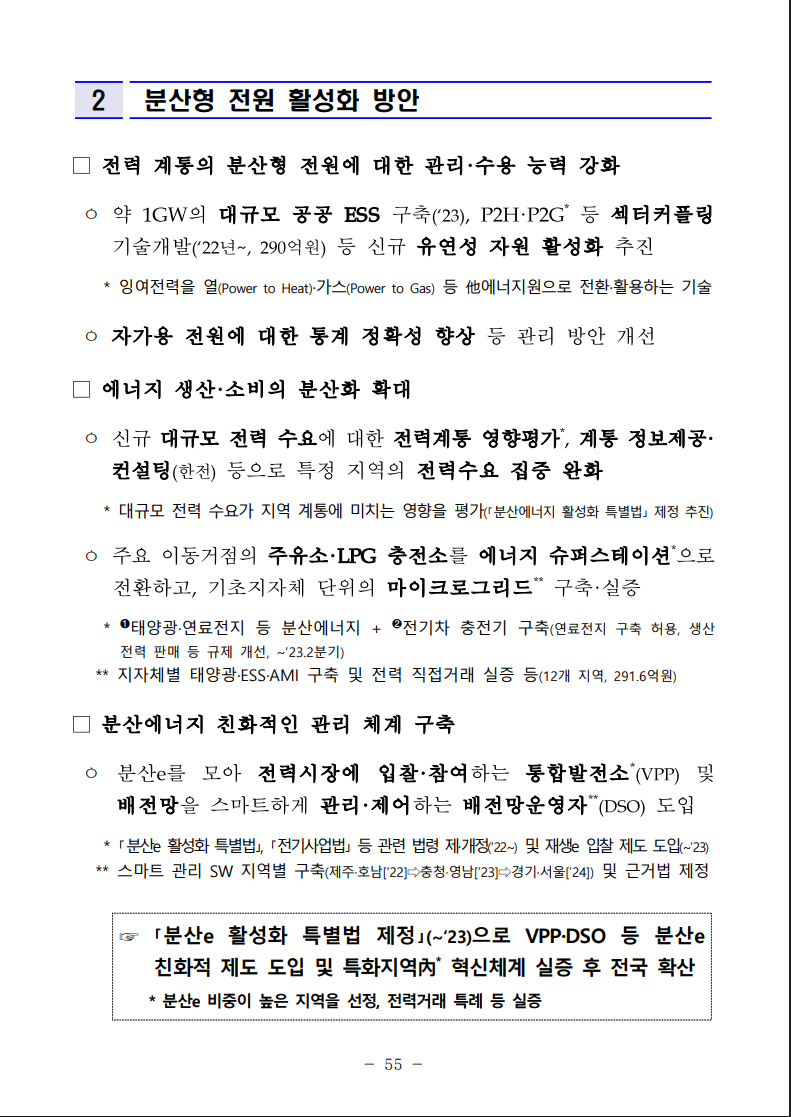 2 분산형 전원 활성화 방안
□ 전력 계통의 분산형 전원에 대한 관리·수용 능력 강화
ㅇ 약 1GW의 대규모 공공 ESS 구축(‘23), P2H·P2G* 등 섹터커플링
기술개발(‘22년~, 290억원) 등 신규 유연성 자원 활성화 추진
* 잉여전력을 열(Power to Heat)·가스(Power to Gas) 등 他에너지원으로 전환·활용하는 기술
ㅇ 자가용 전원에 대한 통계 정확성 향상 등 관리 방안 개선
□ 에너지 생산·소비의 분산화 확대
ㅇ 신규 대규모 전력 수요에 대한 전력계통 영향평가*, 계통 정보제공·
컨설팅(한전) 등으로 특정 지역의 전력수요 집중 완화
* 대규모 전력 수요가 지역 계통에 미치는 영향을 평가(「분산에너지 활성화 특별법」 제정 추진)
ㅇ 주요 이동거점의 주유소·LPG 충전소를 에너지 슈퍼스테이션*으로
전환하고, 기초지자체 단위의 마이크로그리드** 구축·실증
* ❶태양광·연료전지 등 분산에너지 + ❷전기차 충전기 구축(연료전지 구축 허용, 생산
전력 판매 등 규제 개선, ~‘23.2분기)
** 지자체별 태양광·ESS·AMI 구축 및 전력 직접거래 실증 등(12개 지역, 291.6억원)
□ 분산에너지 친화적인 관리 체계 구축
ㅇ 분산e를 모아 전력시장에 입찰·참여하는 통합발전소*(VPP) 및
배전망을 스마트하게 관리·제어하는 배전망운영자**(DSO) 도입
* 「분산e 활성화 특별법」, 「전기사업법」 등 관련 법령 제·개정(‘22~) 및 재생e 입찰 제도 도입(~‘23)
** 스마트 관리 SW 지역별 구축(제주·호남[‘22]⇨충청·영남[‘23]⇨경기·서울[‘24]) 및 근거법 제정
☞ 「분산e 활성화 특별법 제정」(~‘23)으로 VPP·DSO 등 분산e
친화적 제도 도입 및 특화지역內* 혁신체계 실증 후 전국 확산
* 분산e 비중이 높은 지역을 선정, 전력거래 특례 등 실증
- 55 -